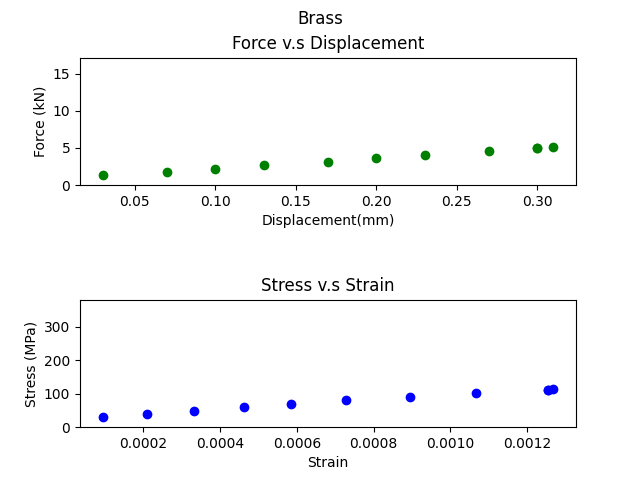 Brass
Force v.s Displacement
Force (kN)
15
10
5
0
0.05 0.10 0.15 0.20 0.25 0.30
Displacement(mm)
Stress v.s Strain
Stress (MPa)
300
200
100
0
0.0002 0.0004 0.0006 0.0008 0.0010 0.0012
Strain